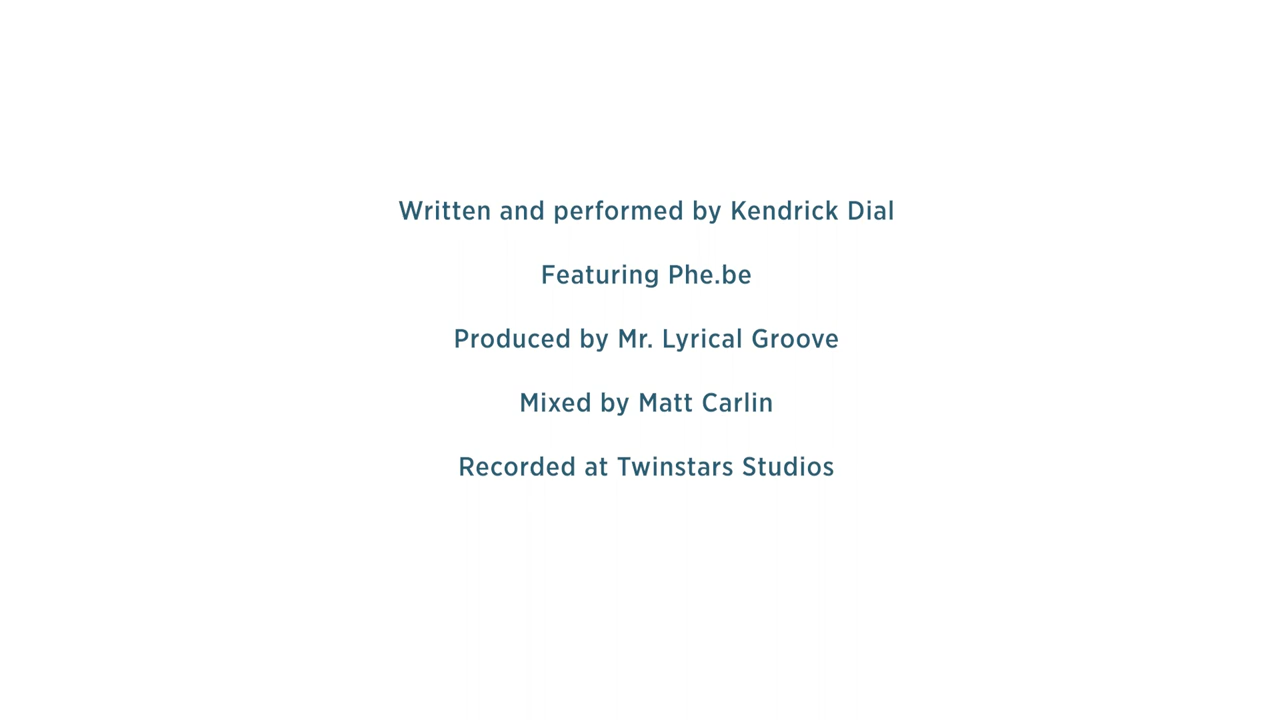 Written and performed by Kendrick Dial
Featuring Phe.be
Produced by Mr. Lyrical Groove
Mixed by Matt Carlin
Recorded at Twinstars Studios